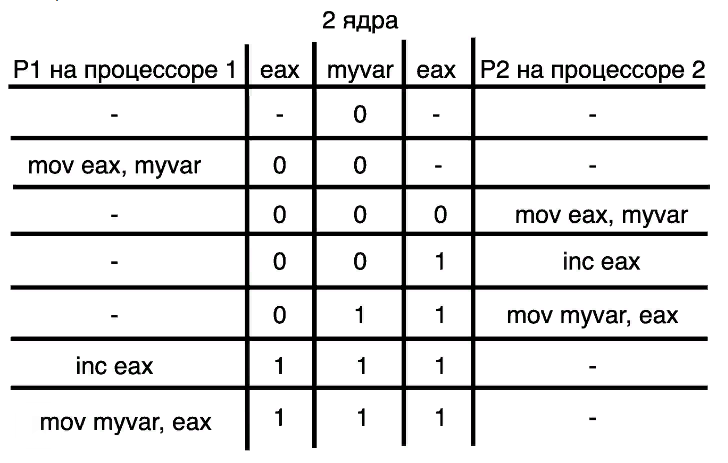 2 ядра
P1 на процессоре 1 eax myvar eax P2 на процессоре 2
- - 0 - -
mov eax, myvar 0 0 - -
- 0 0 0 mov eax, myvar
- 0 0 1 inc eax
- 0 1 1 mov myvar, eax
inc eax 1 1 1 -
mov myvar, eax 1 1 1 -